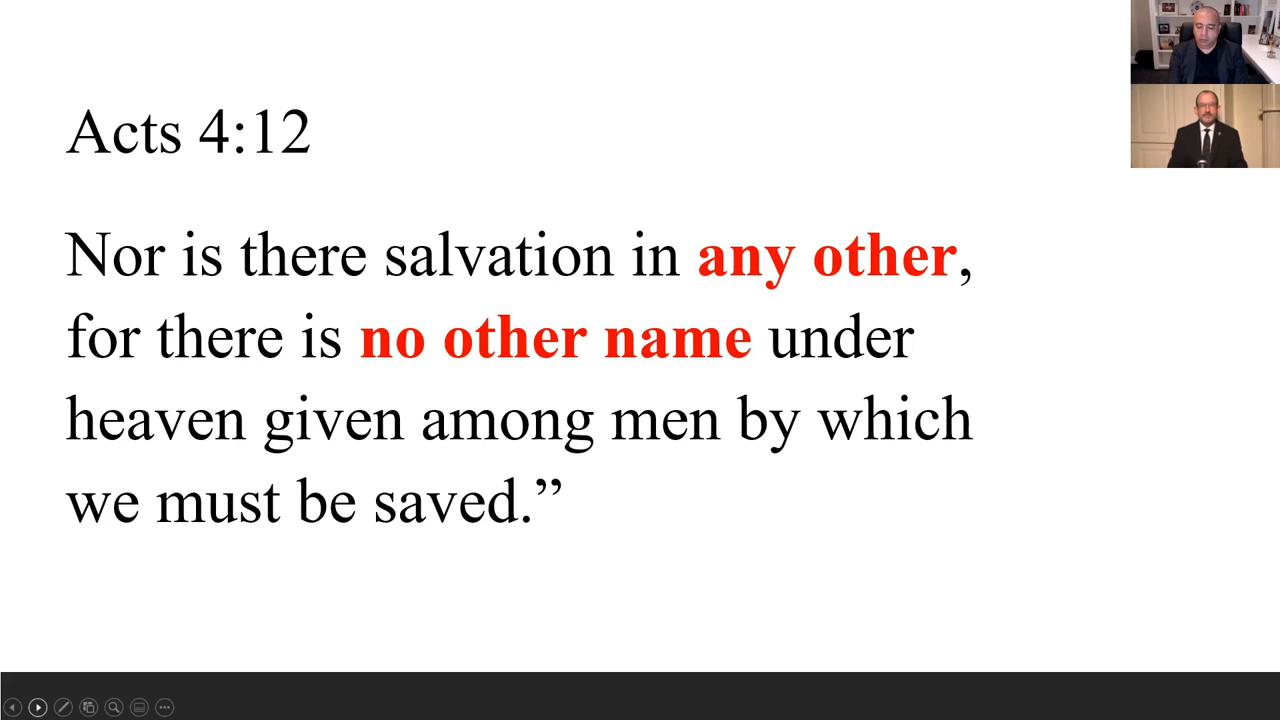 Acts 4:12
Nor is there salvation in any other,
for there is no other name under
heaven given among men by which
we must be saved.”